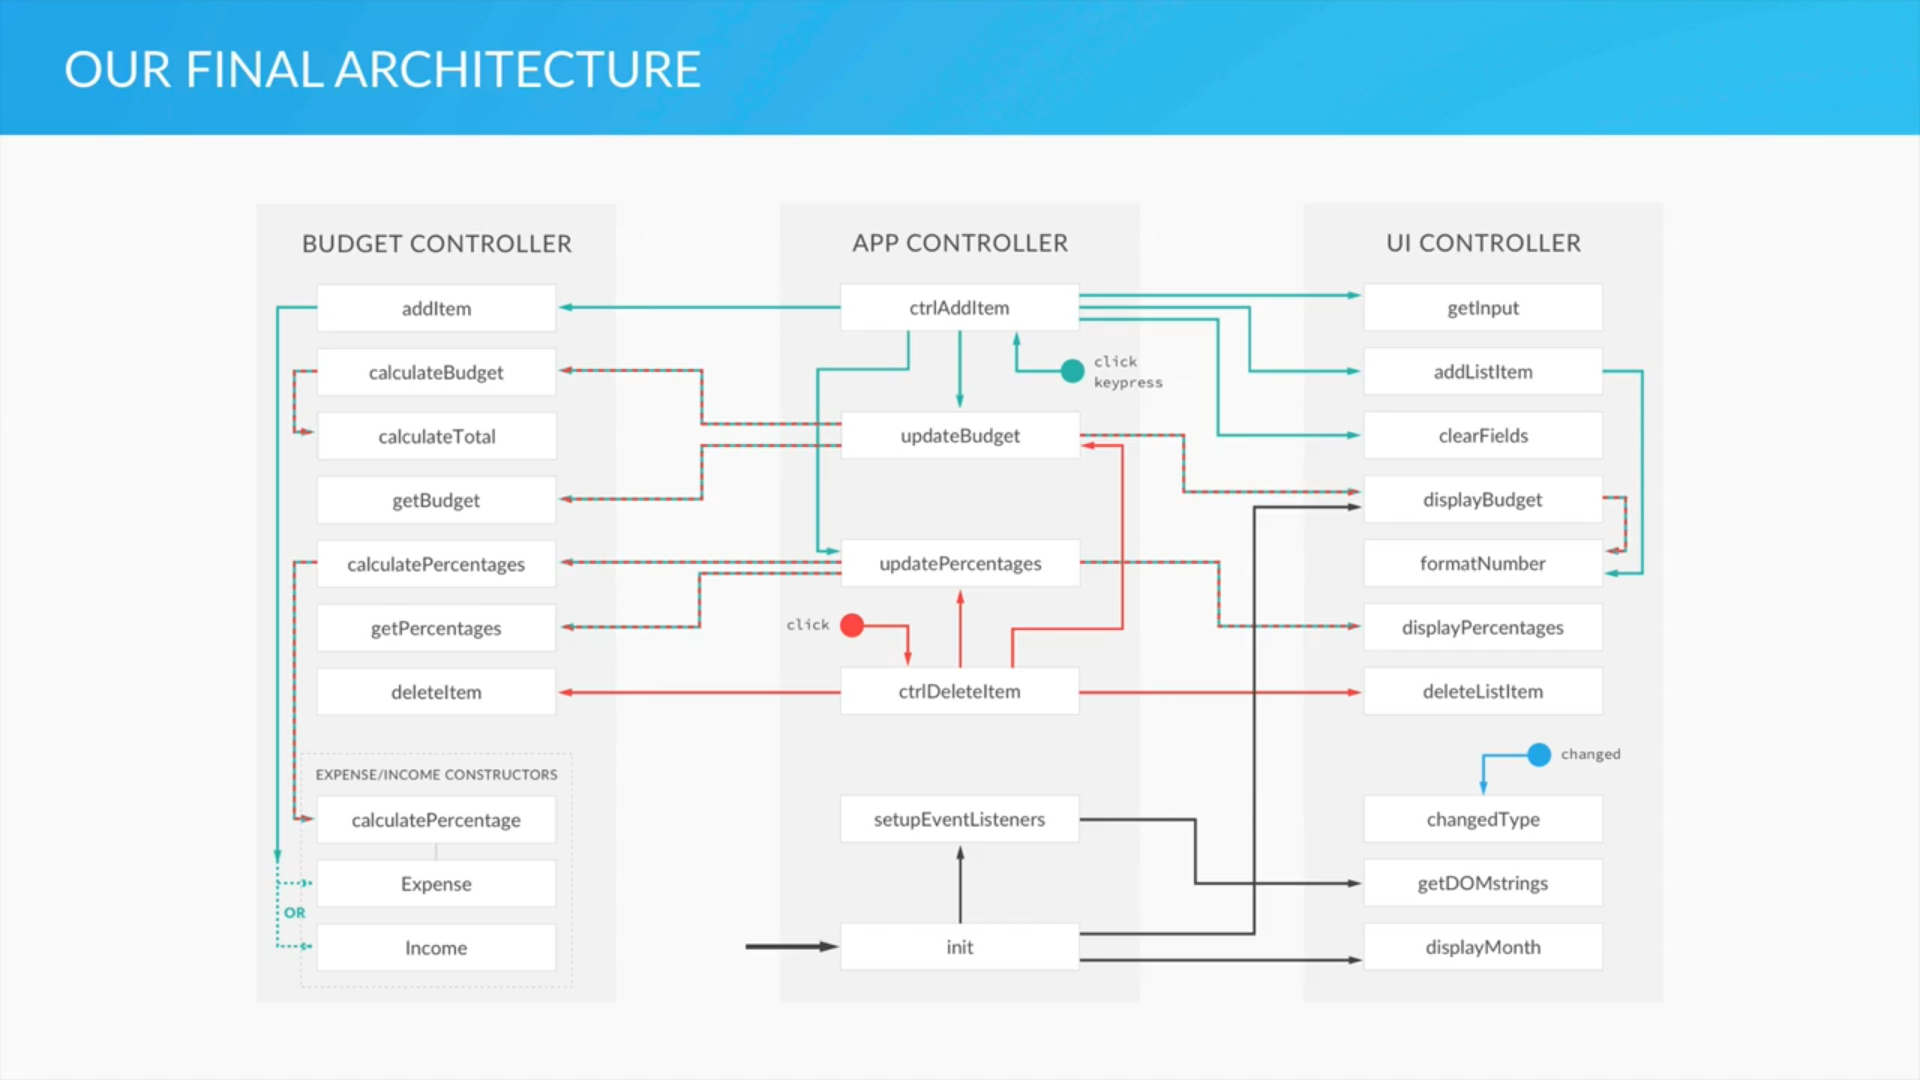 OUR FINAL ARCHITECTURE
BUDGET CONTROLLER
addItem
calculateBudget
calculateTotal
getBudget
calculatePercentages
getPercentages
deleteItem
EXPENSE/INCOME CONSTRUCTORS
calculatePercentage
Expense
OR
Income
APP CONTROLLER
ctrlAddItem
click
keypress
updateBudget
updatePercentages
click
ctrlDeleteItem
setupEventListeners
init
UI CONTROLLER
getInput
addListItem
clearFields
displayBudget
formatNumber
displayPercentages
deleteListItem
changed
changedType
getDOMstrings
displayMonth